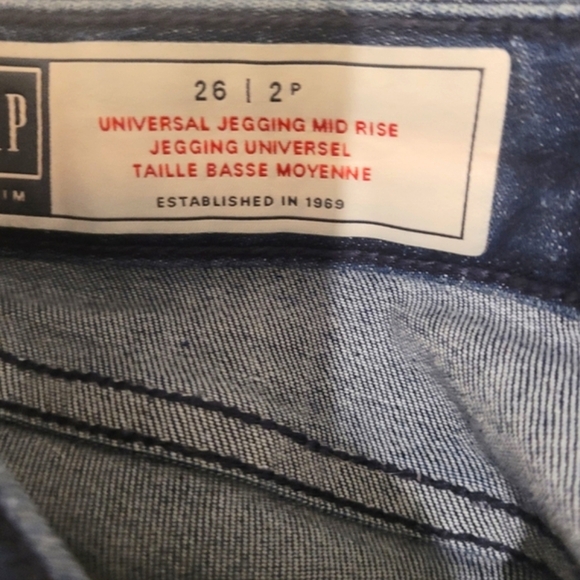 26 | 2P
UNIVERSAL JEGGING MID RISE
JEGGING UNIVERSEL
TAILLE BASSE MOYENNE
ESTABLISHED IN 1969